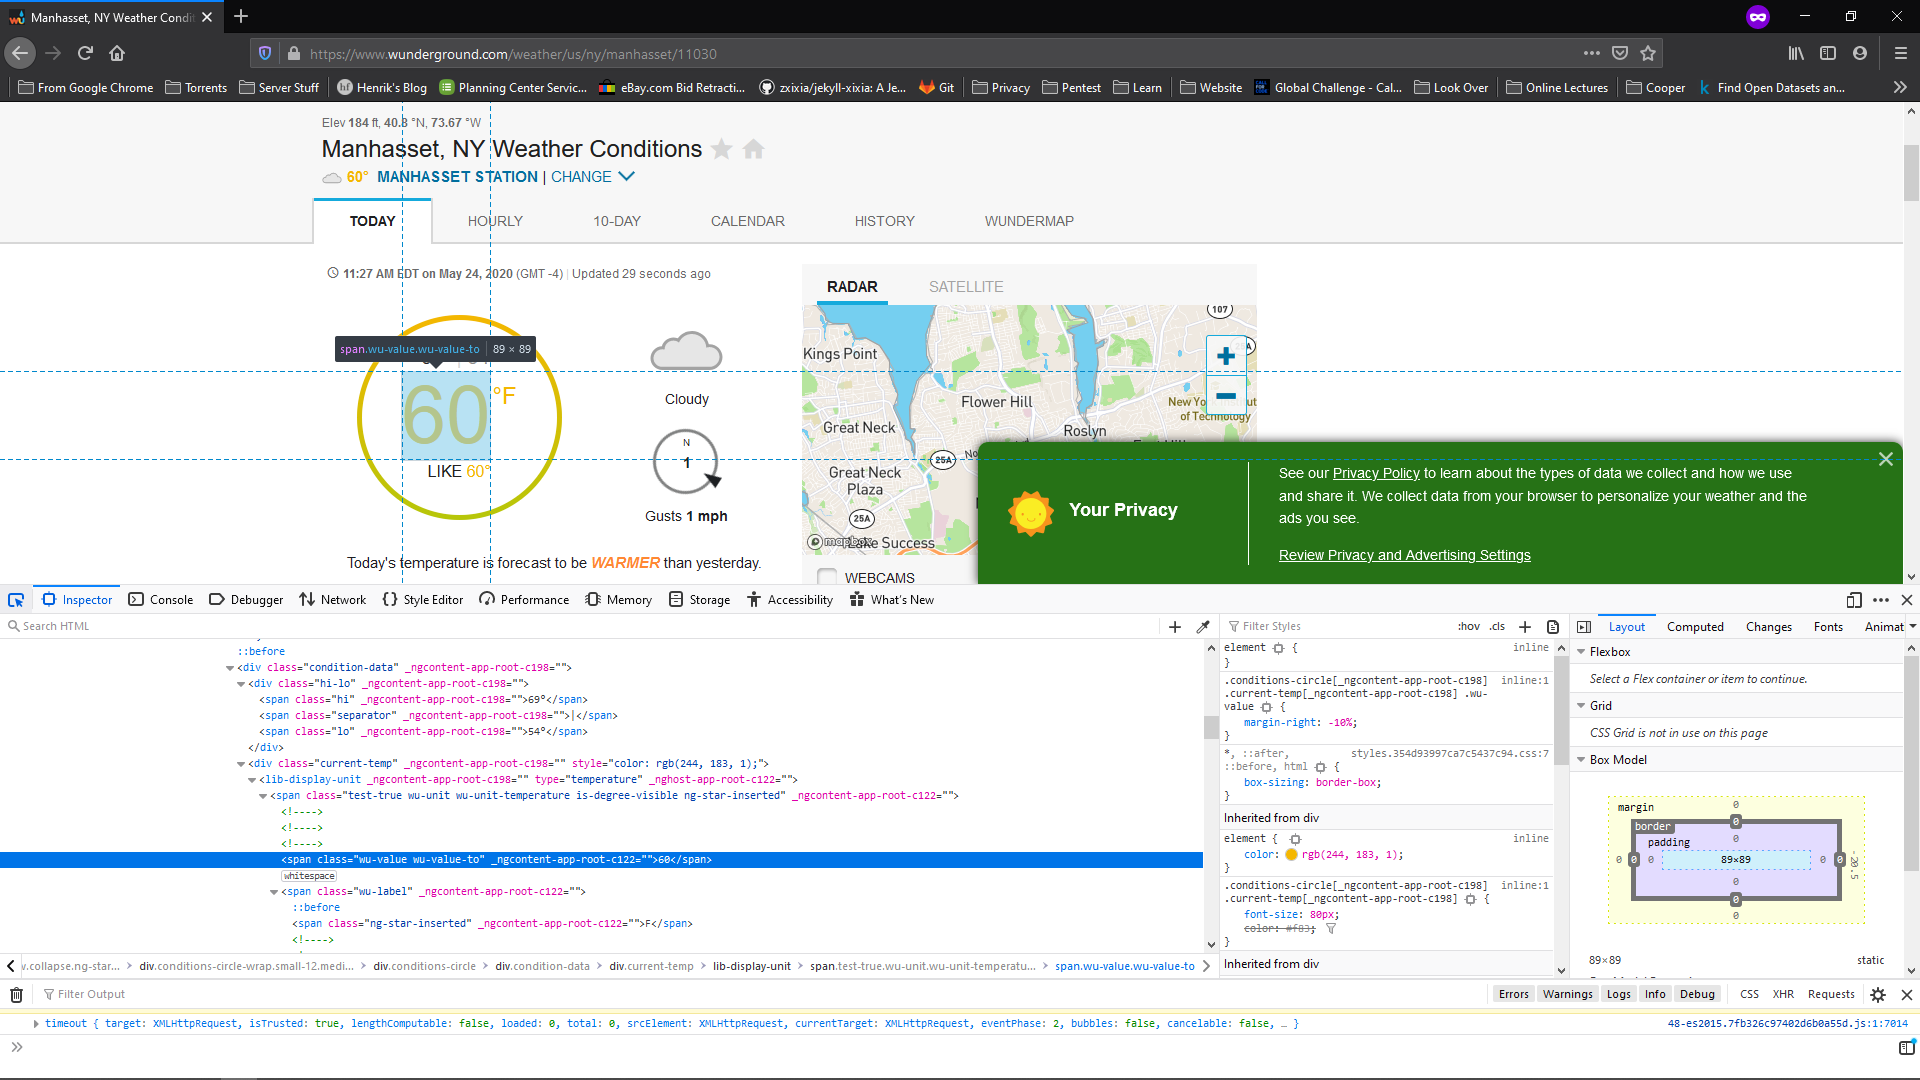 Manhasset, NY Weather Condit
https://www.wunderground.com/weather/us/ny/manhasset/11030
From Google Chrome Torrents Server Stuff Henrik's Blog Planning Center Servic... eBay.com Bid Retracti... zxixia/jekyll-xixia: A Je... Git Privacy Pentest Learn Website Global Challenge - Cal... Look Over Online Lectures Cooper Find Open Datasets an...
Elev 184 ft, 40.8 °N, 73.67 °W
Manhasset, NY Weather Conditions
60° MANHASSET STATION | CHANGE
TODAY HOURLY 10-DAY CALENDAR HISTORY WUNDERMAP
11:27 AM EDT on May 24, 2020 (GMT -4) | Updated 29 seconds ago
span.wu-value.wu-value-to 89 × 89
60 °F
LIKE 60°
Cloudy
N
1
Gusts 1 mph
Today's temperature is forecast to be WARMER than yesterday.
RADAR SATELLITE
107
Kings Point
Flower Hill
Great Neck
Roslyn
25A
Great Neck
Plaza
25A
mapbox
Lake Success
WEBCAMS
Your Privacy
See our Privacy Policy to learn about the types of data we collect and how we use
and share it. We collect data from your browser to personalize your weather and the
ads you see.
Review Privacy and Advertising Settings
Inspector Console Debugger Network Style Editor Performance Memory Storage Accessibility What's New
Search HTML
::before
<div class="condition-data" _ngcontent-app-root-c198="">
<div class="hi-lo" _ngcontent-app-root-c198="">
<span class="hi" _ngcontent-app-root-c198="">69°</span>
<span class="separator" _ngcontent-app-root-c198="">|</span>
<span class="lo" _ngcontent-app-root-c198="">54°</span>
</div>
<div class="current-temp" _ngcontent-app-root-c198="" style="color: rgb(244, 183, 1);">
<lib-display-unit _ngcontent-app-root-c198="" type="temperature" _nghost-app-root-c122="">
<span class="test-true wu-unit wu-unit-temperature is-degree-visible ng-star-inserted" _ngcontent-app-root-c122="">
<!---->
<!---->
<!---->
<span class="wu-value wu-value-to" _ngcontent-app-root-c122="">60</span>
whitespace
<span class="wu-label" _ngcontent-app-root-c122="">
::before
<span class="ng-star-inserted" _ngcontent-app-root-c122="">F</span>
<!---->
v.collapse.ng-star... div.conditions-circle-wrap.small-12.medi... div.conditions-circle div.condition-data div.current-temp lib-display-unit span.test-true.wu-unit.wu-unit-temperatu... span.wu-value.wu-value-to
Filter Styles :hov .cls
element { inline
}
.conditions-circle[_ngcontent-app-root-c198] inline:1
.current-temp[_ngcontent-app-root-c198] .wu-
value {
margin-right: -10%;
}
*, ::after, styles.354d93997ca7c5437c94.css:7
::before, html {
box-sizing: border-box;
}
Inherited from div
element { inline
color: rgb(244, 183, 1);
}
.conditions-circle[_ngcontent-app-root-c198] inline:1
.current-temp[_ngcontent-app-root-c198] {
font-size: 80px;
color: #f83;
}
Inherited from div
Layout Computed Changes Fonts Animat
Flexbox
Select a Flex container or item to continue.
Grid
CSS Grid is not in use on this page
Box Model
margin 0
border 0
padding 0
0 0 0 89×89 0 0 -20.5
0
0
0
89×89 static
Filter Output Errors Warnings Logs Info Debug CSS XHR Requests
timeout { target: XMLHttpRequest, isTrusted: true, lengthComputable: false, loaded: 0, total: 0, srcElement: XMLHttpRequest, currentTarget: XMLHttpRequest, eventPhase: 2, bubbles: false, cancelable: false, … } 48-es2015.7fb326c97402d6b0a55d.js:1:7014